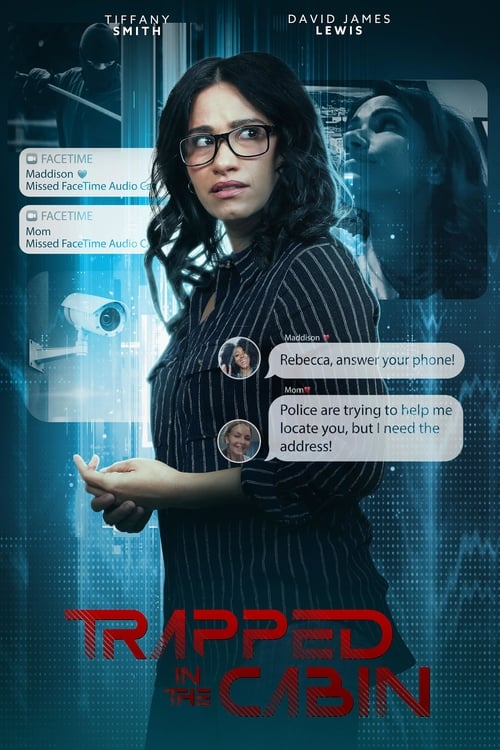 TIFFANY
SMITH
DAVID JAMES
LEWIS
FACETIME
Maddison 💙
Missed FaceTime Audio C
FACETIME
Mom
Missed FaceTime Audio C
Maddison ❤
Rebecca, answer your phone!
Mom❤
Police are trying to help me
locate you, but I need the
address!
TRAPPED
IN
THE
CABIN